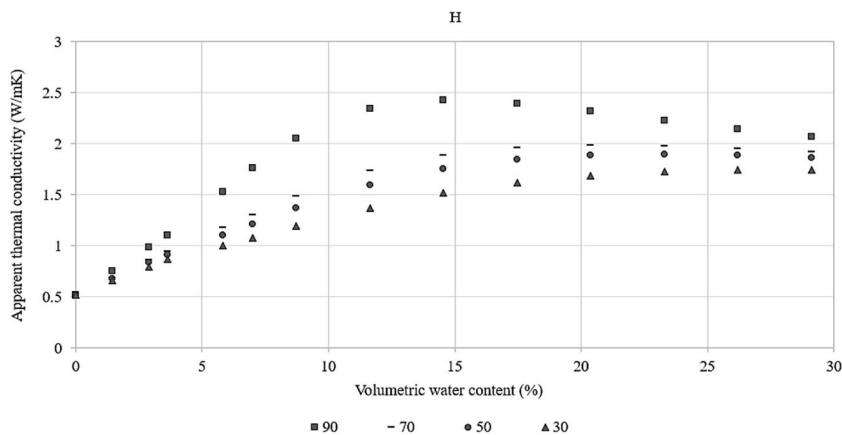 H
3
2.5
2
1.5
1
0.5
0
0 5 10 15 20 25 30
Apparent thermal conductivity (W/mK)
Volumetric water content (%)
90 70 50 30